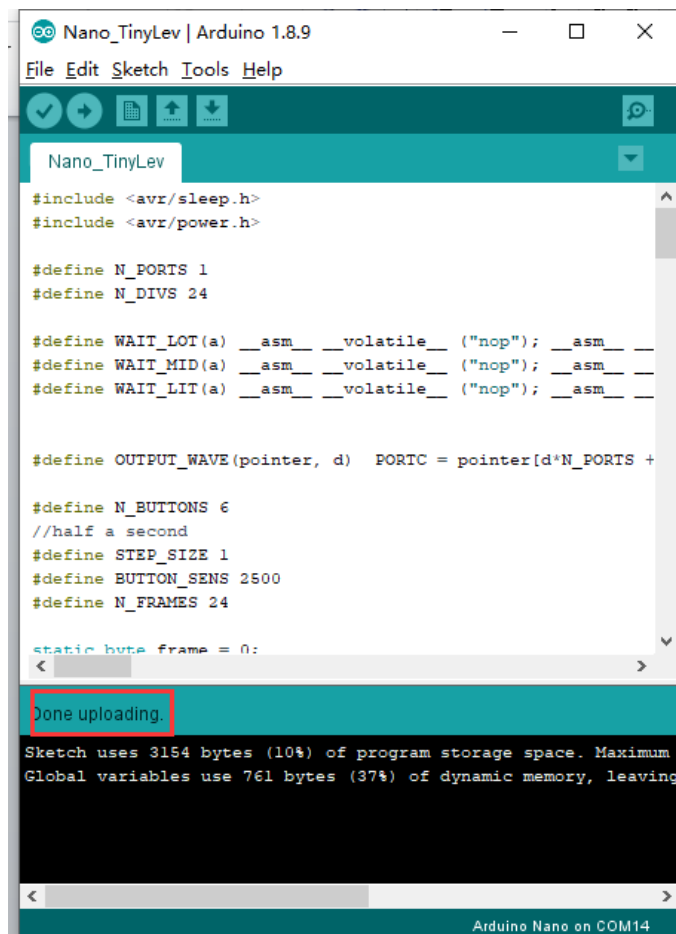 Nano_TinyLev | Arduino 1.8.9
File Edit Sketch Tools Help
Nano_TinyLev
#include <avr/sleep.h>
#include <avr/power.h>
#define N_PORTS 1
#define N_DIVS 24
#define WAIT_LOT(a) __asm__ __volatile__ ("nop"); __asm__ __
#define WAIT_MID(a) __asm__ __volatile__ ("nop"); __asm__ __
#define WAIT_LIT(a) __asm__ __volatile__ ("nop"); __asm__ __
#define OUTPUT_WAVE(pointer, d) PORTC = pointer[d*N_PORTS +
#define N_BUTTONS 6
//half a second
#define STEP_SIZE 1
#define BUTTON_SENS 2500
#define N_FRAMES 24
static byte frame = 0;
Done uploading.
Sketch uses 3154 bytes (10%) of program storage space. Maximum
Global variables use 761 bytes (37%) of dynamic memory, leaving
Arduino Nano on COM14